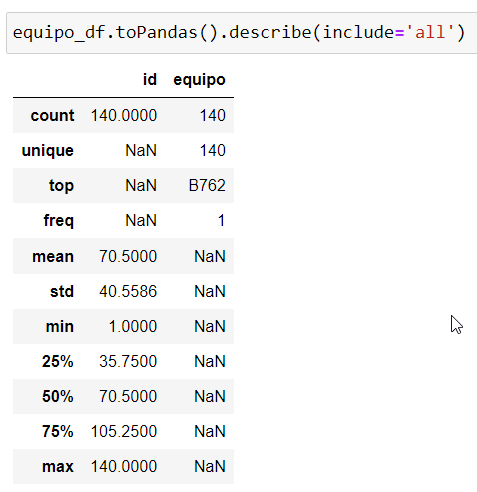 equipo_df.toPandas().describe(include='all')
id equipo
count 140.0000 140
unique NaN 140
top NaN B762
freq NaN 1
mean 70.5000 NaN
std 40.5586 NaN
min 1.0000 NaN
25% 35.7500 NaN
50% 70.5000 NaN
75% 105.2500 NaN
max 140.0000 NaN